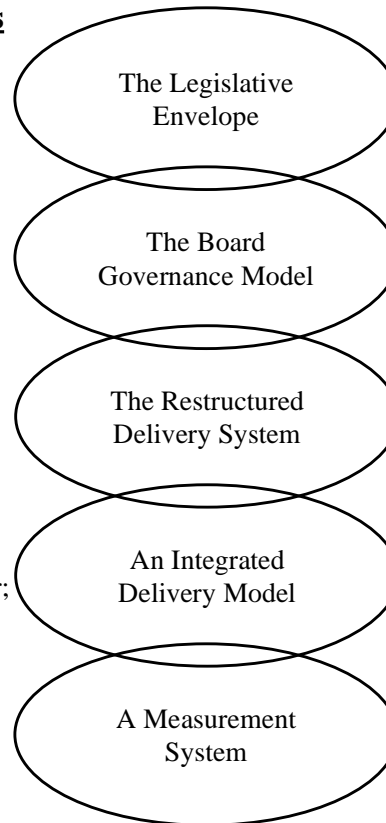 s
The Legislative
Envelope
The Board
Governance Model
The Restructured
Delivery System
An Integrated
Delivery Model
;
A Measurement
System